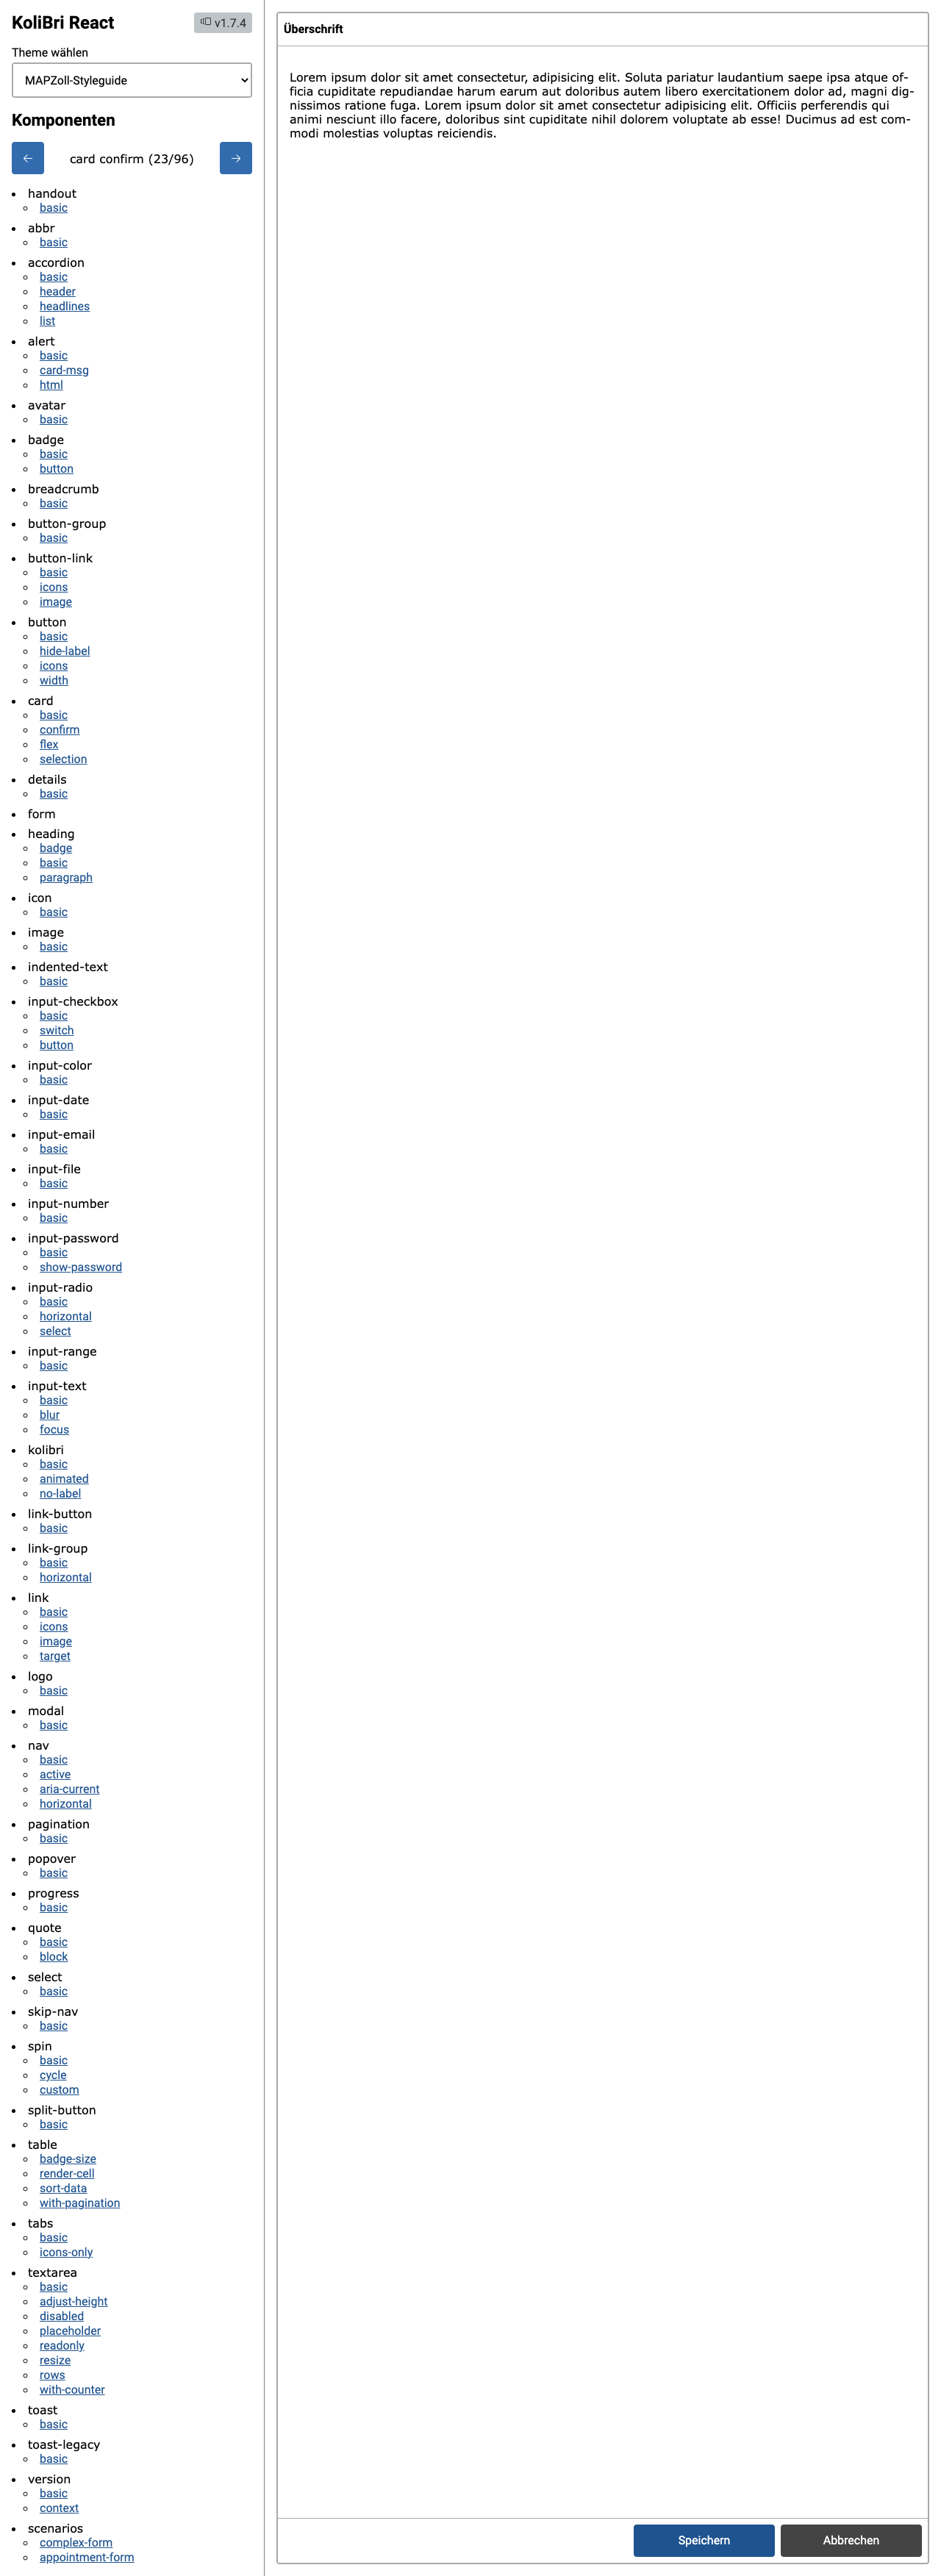 KoliBri React
v1.7.4
Theme wählen
MAPZoll-Styleguide
Komponenten
← card confirm (23/96) →
handout
basic
abbr
basic
accordion
basic
header
headlines
list
alert
basic
card-msg
html
avatar
basic
badge
basic
button
breadcrumb
basic
button-group
basic
button-link
basic
icons
image
button
basic
hide-label
icons
width
card
basic
confirm
flex
selection
details
basic
form
heading
badge
basic
paragraph
icon
basic
image
basic
indented-text
basic
input-checkbox
basic
switch
button
input-color
basic
input-date
basic
input-email
basic
input-file
basic
input-number
basic
input-password
basic
show-password
input-radio
basic
horizontal
select
input-range
basic
input-text
basic
blur
focus
kolibri
basic
animated
no-label
link-button
basic
link-group
basic
horizontal
link
basic
icons
image
target
logo
basic
modal
basic
nav
basic
active
aria-current
horizontal
pagination
basic
popover
basic
progress
basic
quote
basic
block
select
basic
skip-nav
basic
spin
basic
cycle
custom
split-button
basic
table
badge-size
render-cell
sort-data
with-pagination
tabs
basic
icons-only
textarea
basic
adjust-height
disabled
placeholder
readonly
resize
rows
with-counter
toast
basic
toast-legacy
basic
version
basic
context
scenarios
complex-form
appointment-form
Überschrift
Lorem ipsum dolor sit amet consectetur, adipisicing elit. Soluta pariatur laudantium saepe ipsa atque of-
ficia cupiditate repudiandae harum earum aut doloribus autem libero exercitationem dolor ad, magni dig-
nissimos ratione fuga. Lorem ipsum dolor sit amet consectetur adipisicing elit. Officiis perferendis qui
animi nesciunt illo facere, doloribus sint cupiditate nihil dolorem voluptate ab esse! Ducimus ad est com-
modi molestias voluptas reiciendis.
Speichern
Abbrechen